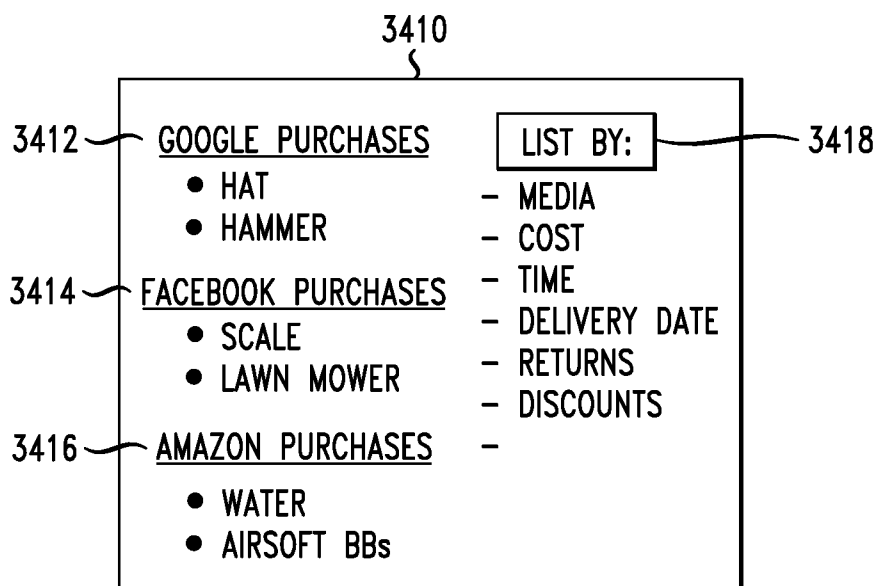 3410
3412
GOOGLE PURCHASES
• HAT
• HAMMER
3414
FACEBOOK PURCHASES
• SCALE
• LAWN MOWER
3416
AMAZON PURCHASES
• WATER
• AIRSOFT BBs
LIST BY:
3418
– MEDIA
– COST
– TIME
– DELIVERY DATE
– RETURNS
– DISCOUNTS
–